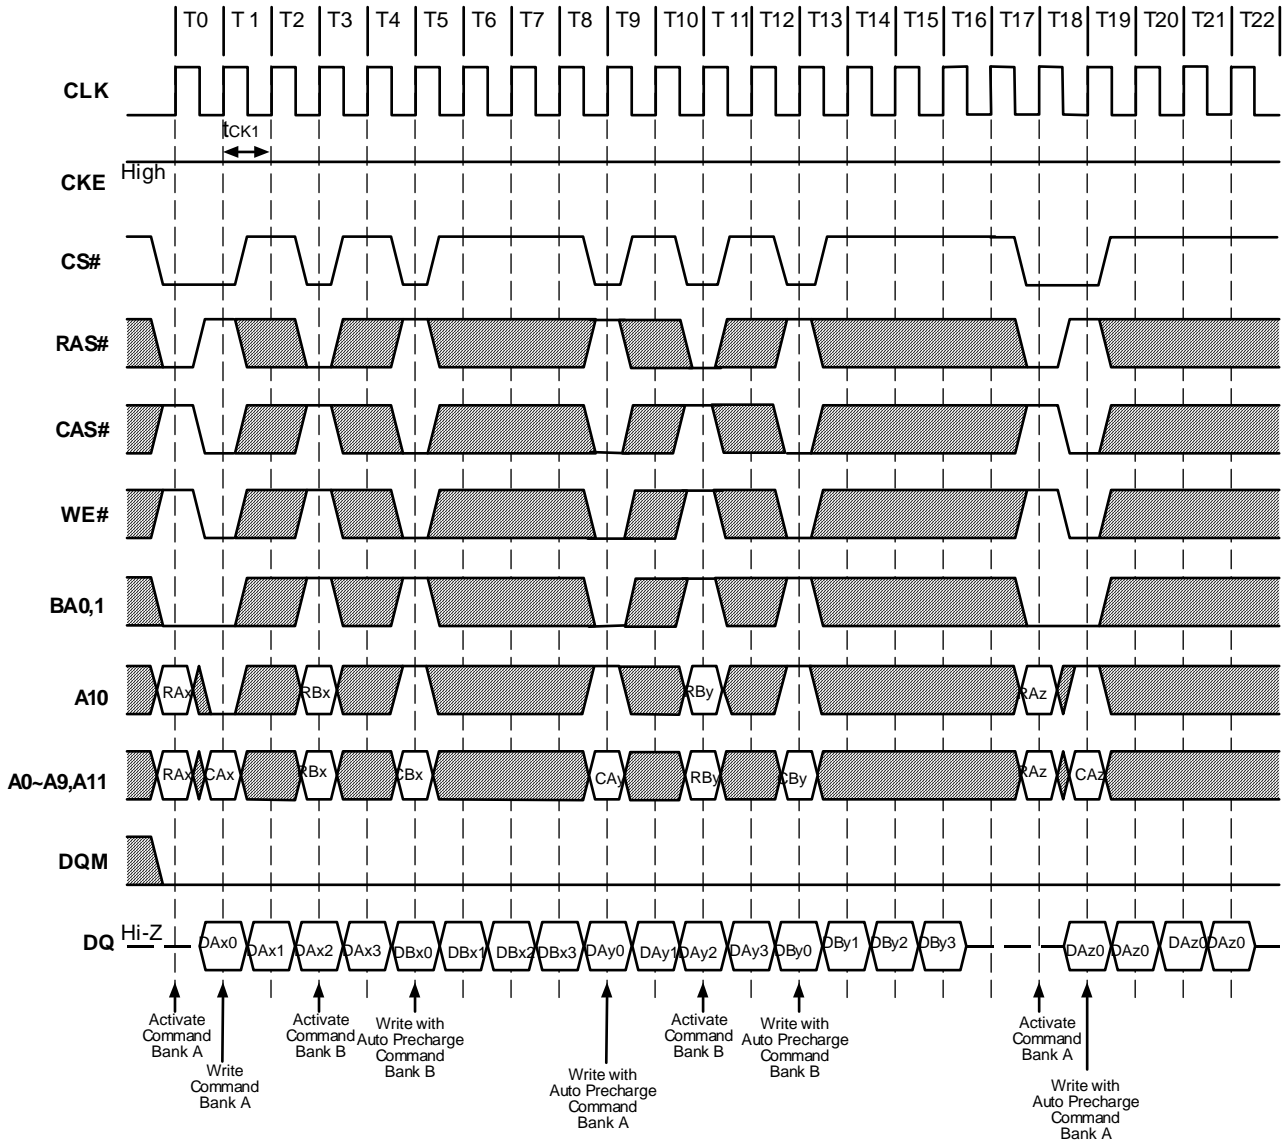 T0 T 1 T2 T3 T4 T5 T6 T7 T8 T9 T10 T 11 T12 T13 T14 T15 T16 T17 T18 T19 T20 T21 T22
CLK
tCK1
High
CKE
CS#
RAS#
CAS#
WE#
BA0,1
A10 RAx RBx RBy RAz
A0~A9,A11 RAx CAx RBx CBx CAy RBy CBy RAz CAz
DQM
DQ Hi-Z DAx0 DAx1 DAx2 DAx3 DBx0 DBx1 DBx2 DBx3 DAy0 DAy1 DAy2 DAy3 DBy0 DBy1 DBy2 DBy3 DAz0 DAz0 DAz0 DAz0
Activate
Command
Bank A
Write
Command
Bank A
Activate
Command
Bank B
Write with
Auto Precharge
Command
Bank B
Write with
Auto Precharge
Command
Bank A
Activate
Command
Bank B
Write with
Auto Precharge
Command
Bank B
Activate
Command
Bank A
Write with
Auto Precharge
Command
Bank A